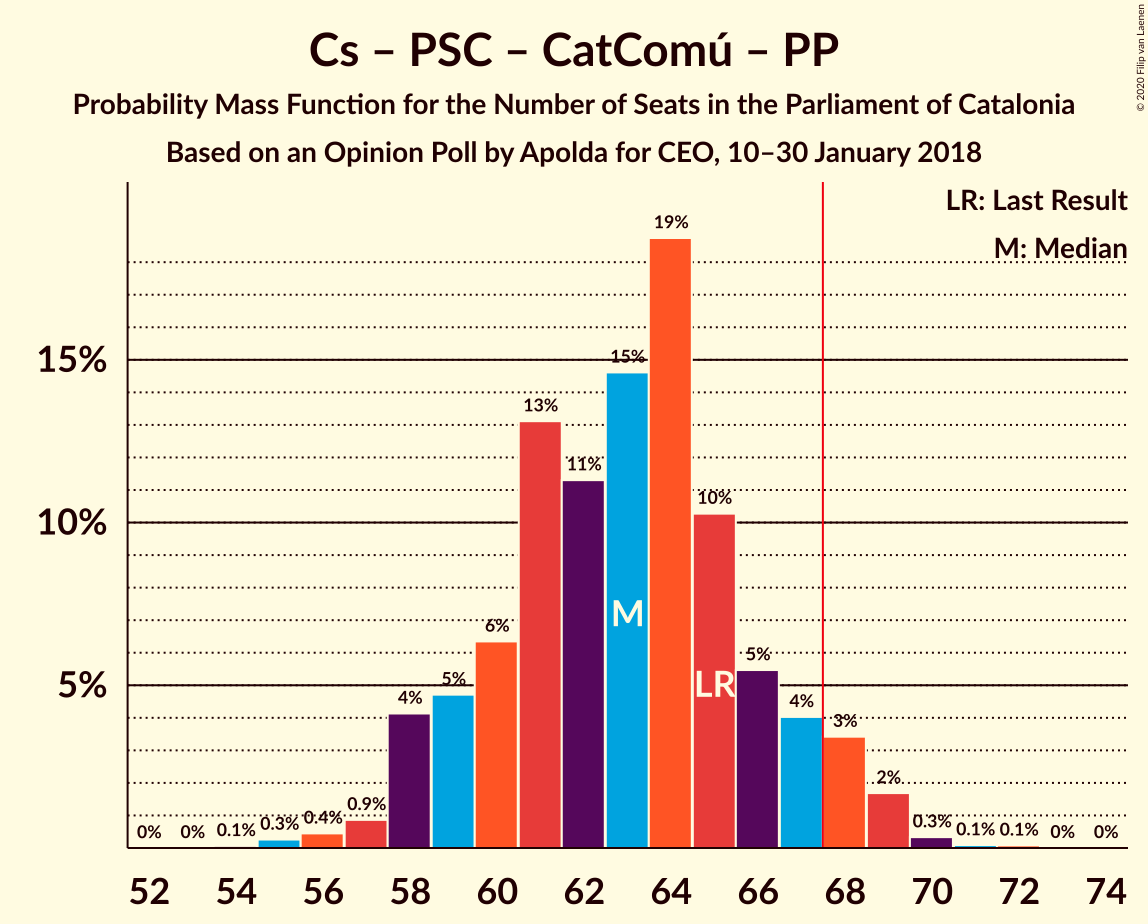 Cs – PSC – CatComú – PP
Probability Mass Function for the Number of Seats in the Parliament of Catalonia
Based on an Opinion Poll by Apolda for CEO, 10–30 January 2018
© 2020 Filip van Laenen
LR: Last Result
M: Median
15%
10%
5%
0%
0%
0.1%
0.3%
0.4%
0.9%
4%
5%
6%
13%
11%
15%
19%
10%
5%
4%
3%
2%
0.3%
0.1%
0.1%
0%
0%
M
LR
52 54 56 58 60 62 64 66 68 70 72 74